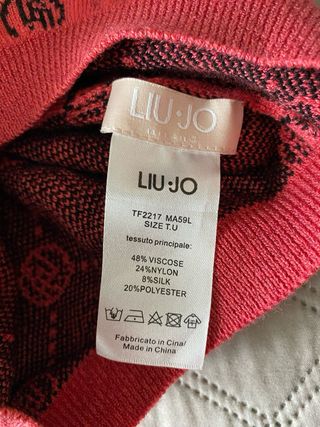 LIU·JO
LIU·JO
TF2217 MA59L
SIZE T.U
tessuto principale:
48% VISCOSE
24%NYLON
8%SILK
20%POLYESTER
Fabbricato in Cina/
Made in China